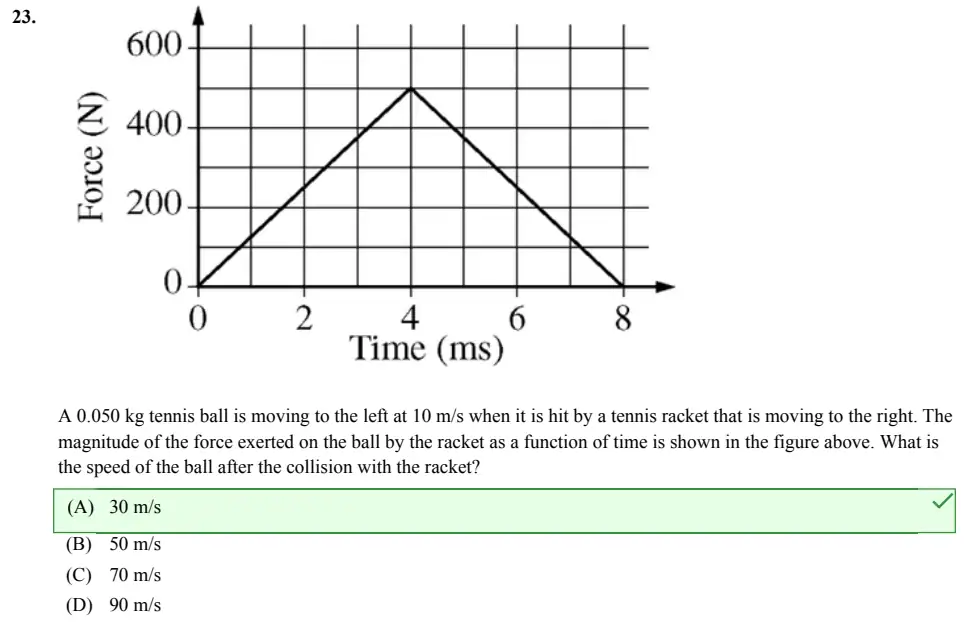 23.
600
400
200
0
Force (N)
0 2 4 6 8
Time (ms)
A 0.050 kg tennis ball is moving to the left at 10 m/s when it is hit by a tennis racket that is moving to the right. The
magnitude of the force exerted on the ball by the racket as a function of time is shown in the figure above. What is
the speed of the ball after the collision with the racket?
(A) 30 m/s
(B) 50 m/s
(C) 70 m/s
(D) 90 m/s